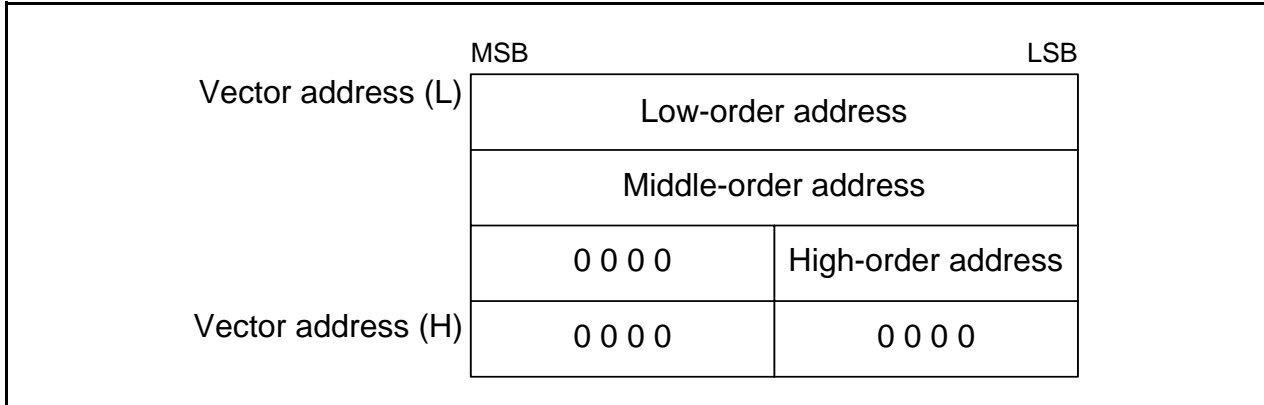 MSB LSB
Vector address (L) Low-order address
Middle-order address
0 0 0 0 High-order address
Vector address (H) 0 0 0 0 0 0 0 0